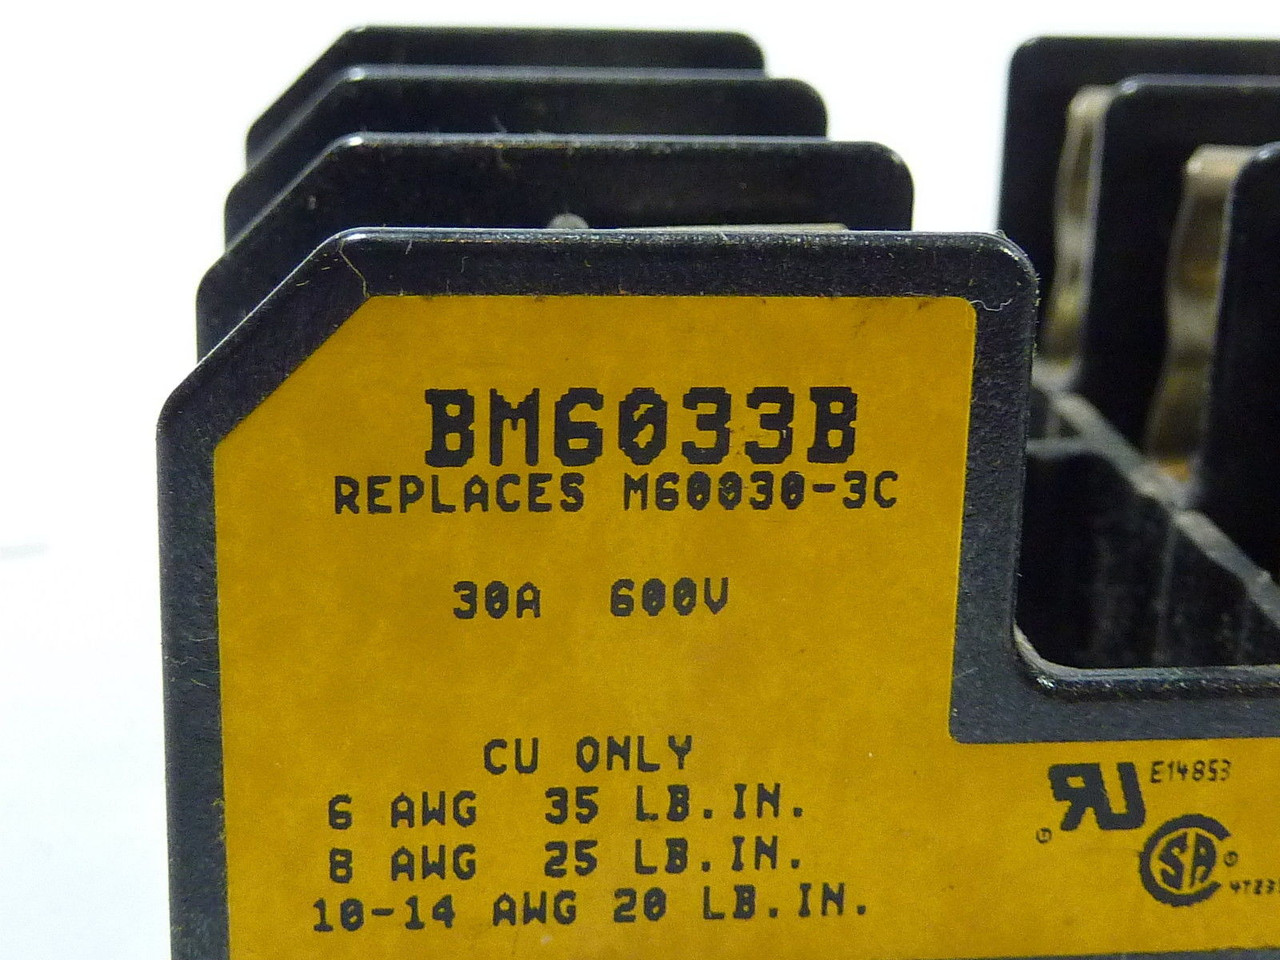 BM6033B
REPLACES M60030-3C
30A 600V
CU ONLY
6 AWG 35 LB.IN.
8 AWG 25 LB.IN.
10-14 AWG 20 LB.IN.
E14853
SA